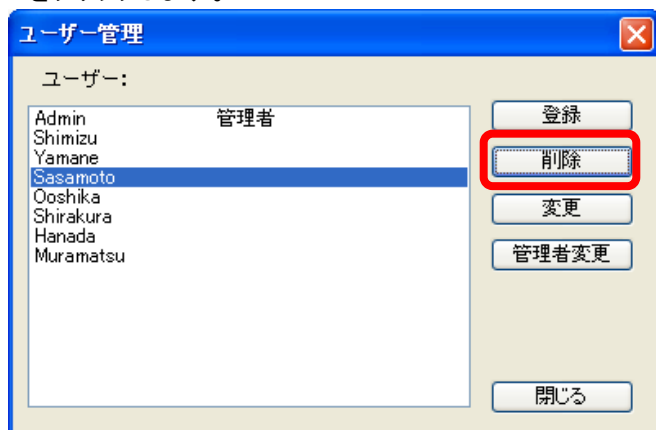 ユーザー管理
ユーザー:
Admin 管理者
Shimizu
Yamane
Sasamoto
Ooshika
Shirakura
Hanada
Muramatsu
登録
削除
変更
管理者変更
閉じる